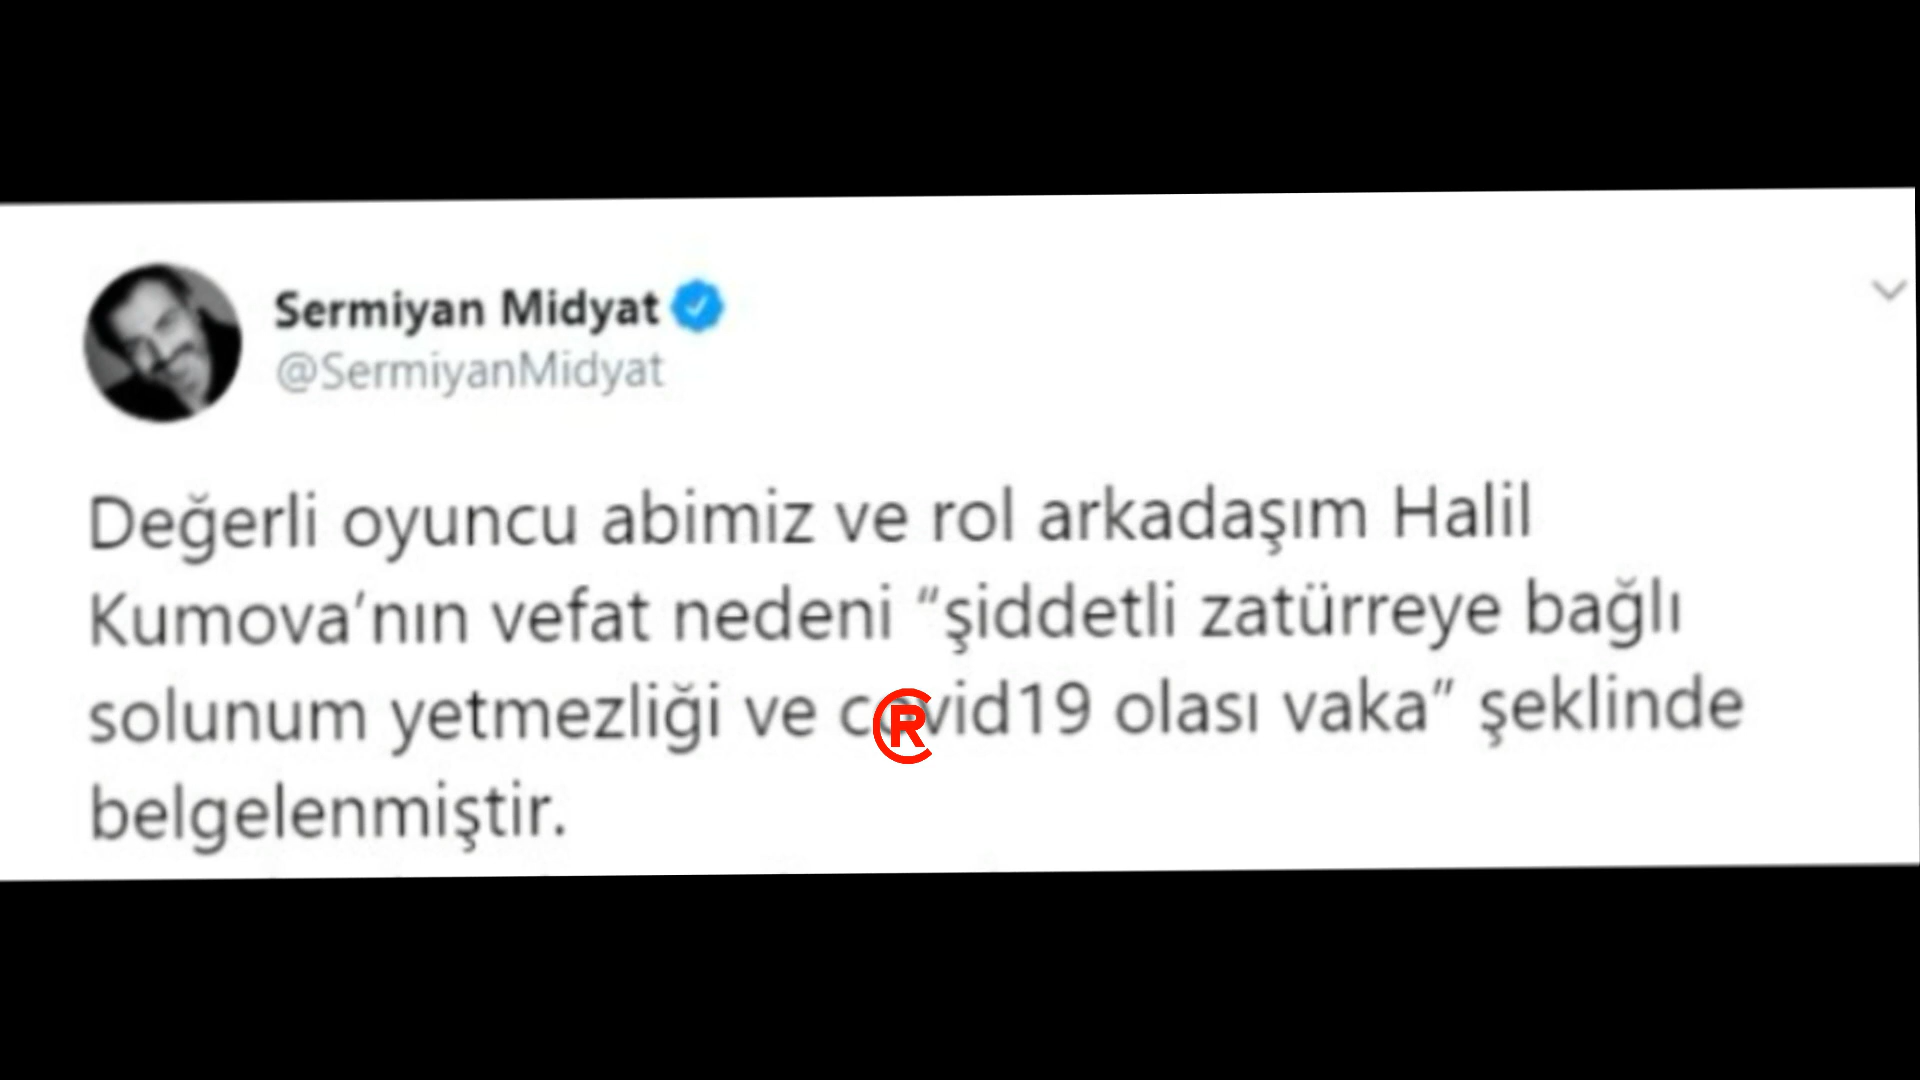 Sermiyan Midyat
@SermiyanMidyat
Değerli oyuncu abimiz ve rol arkadaşım Halil
Kumova’nın vefat nedeni “şiddetli zatürreye bağlı
solunum yetmezliği ve covid19 olası vaka” şeklinde
belgelenmiştir.
R